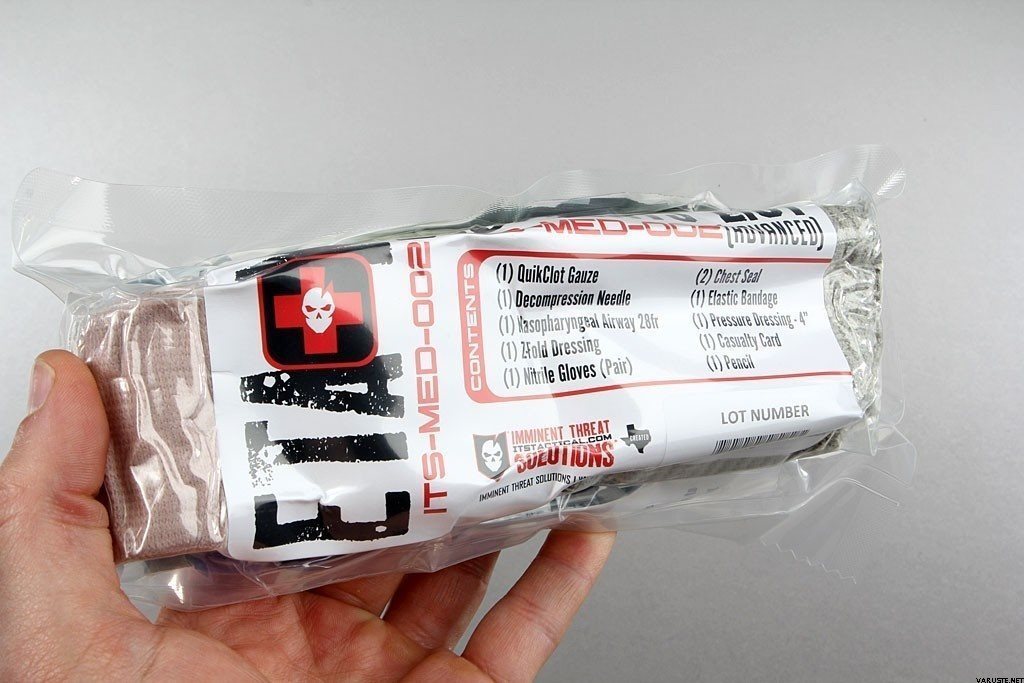 ETA
ITS-MED-002
-MED-002
(ADVANCED)
CONTENTS
(1) QuikClot Gauze
(1) Decompression Needle
(1) Nasopharyngeal Airway 28fr
(1) ZFold Dressing
(1) Nitrile Gloves (Pair)
(2) Chest Seal
(1) Elastic Bandage
(1) Pressure Dressing - 4"
(1) Casualty Card
(1) Pencil
LOT NUMBER
IMMINENT THREAT
ITSTACTICAL.COM
SOLUTIONS
CREATED
IMMINENT THREAT SOLUTIONS
VARUSTE.NET